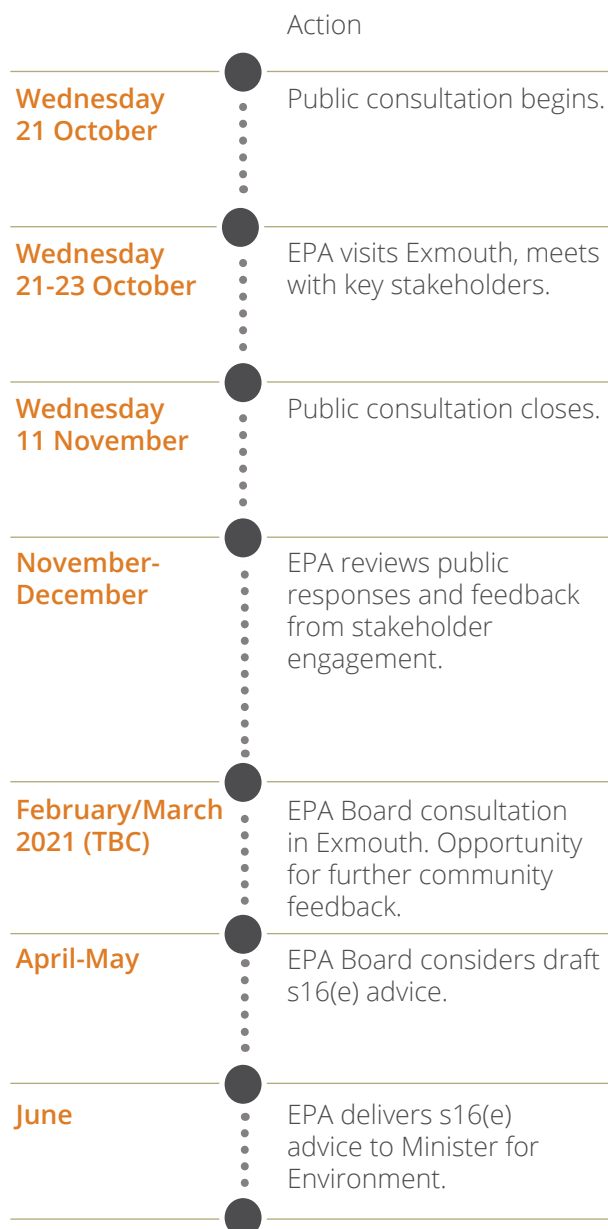 Action
Wednesday
21 October
Public consultation begins.
Wednesday
21-23 October
EPA visits Exmouth, meets
with key stakeholders.
Wednesday
11 November
Public consultation closes.
November-
December
EPA reviews public
responses and feedback
from stakeholder
engagement.
February/March
2021 (TBC)
EPA Board consultation
in Exmouth. Opportunity
for further community
feedback.
April-May
EPA Board considers draft
s16(e) advice.
June
EPA delivers s16(e)
advice to Minister for
Environment.